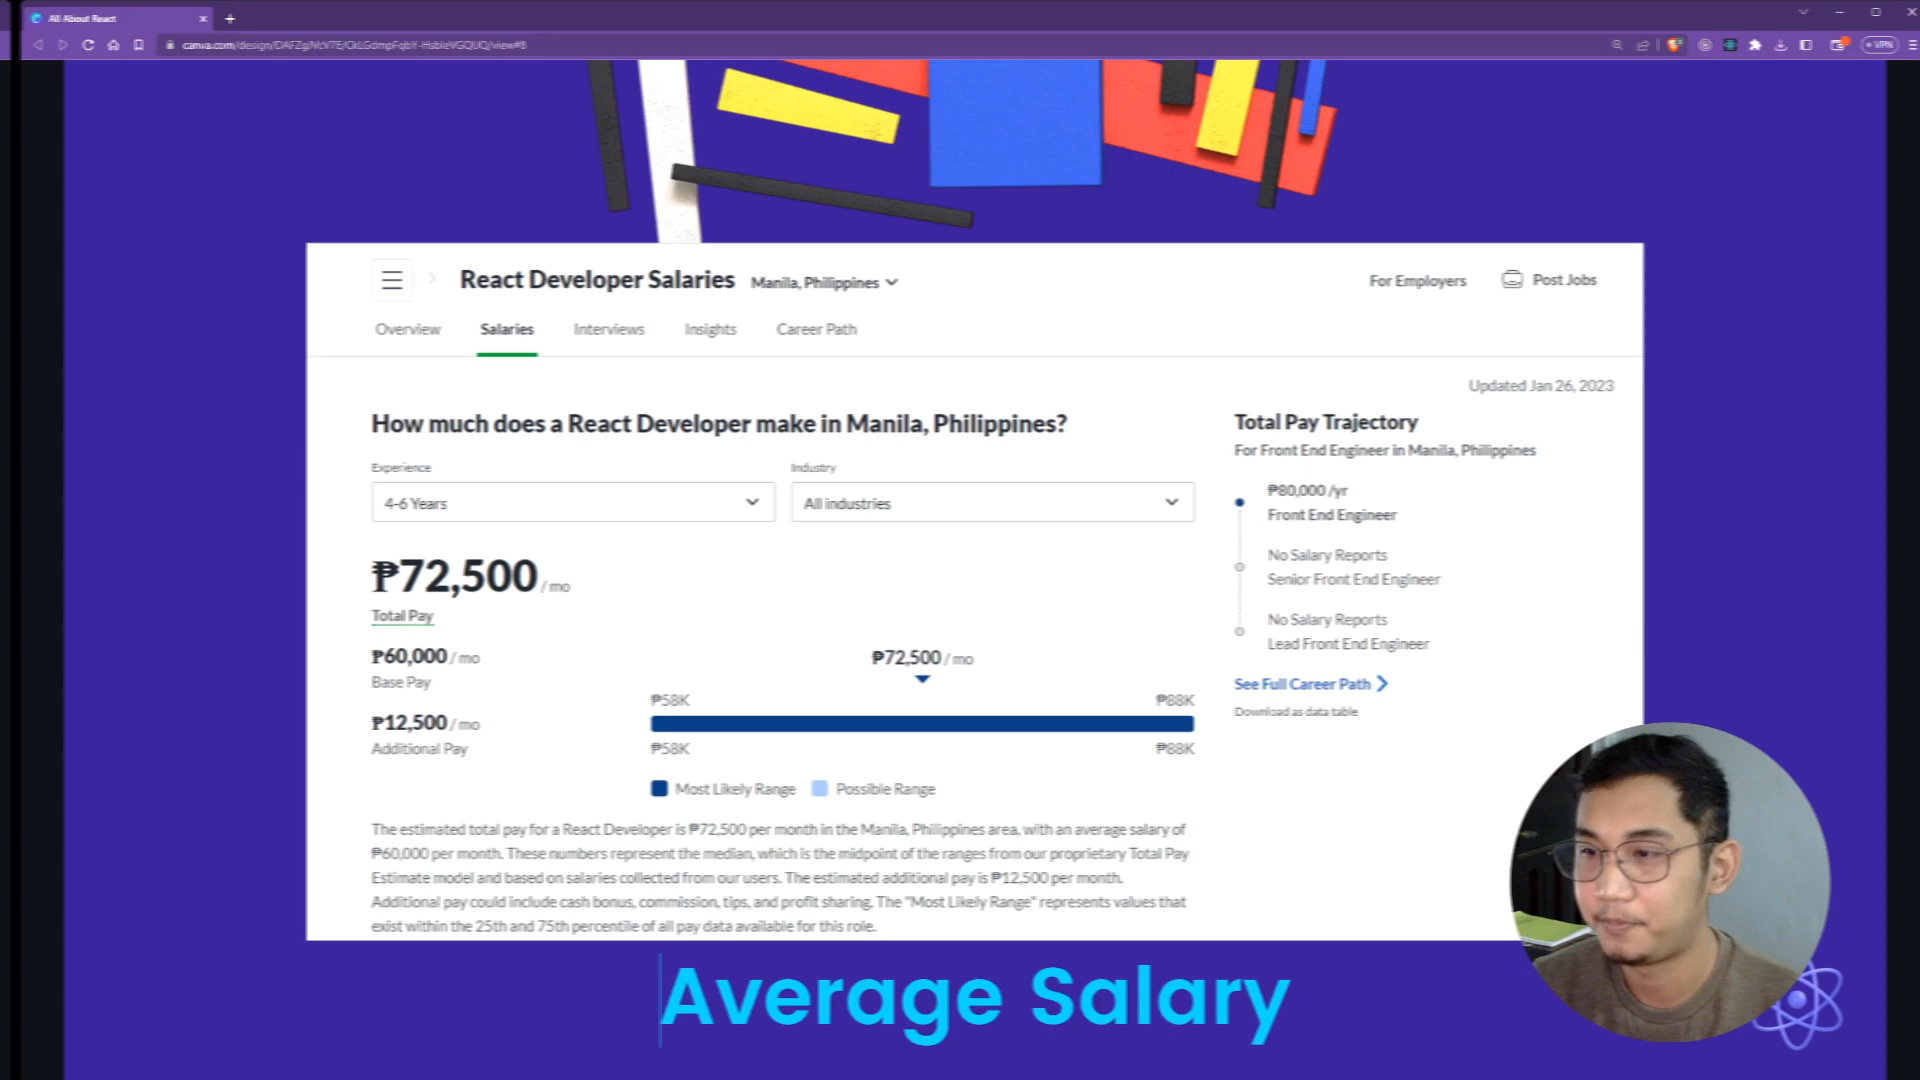 All About React
React Developer Salaries
Manila, Philippines
For Employers
Post Jobs
Overview
Salaries
Interviews
Insights
Career Path
Updated Jan 26, 2023
How much does a React Developer make in Manila, Philippines?
Experience
Industry
4-6 Years
All industries
₱72,500 / mo
Total Pay
₱60,000 / mo
Base Pay
₱12,500 / mo
Additional Pay
₱72,500 / mo
₱58K
₱88K
₱58K
₱88K
Most Likely Range
Possible Range
The estimated total pay for a React Developer is ₱72,500 per month in the Manila, Philippines area, with an average salary of
₱60,000 per month. These numbers represent the median, which is the midpoint of the ranges from our proprietary Total Pay
Estimate model and based on salaries collected from our users. The estimated additional pay is ₱12,500 per month.
Additional pay could include cash bonus, commission, tips, and profit sharing. The "Most Likely Range" represents values that
exist within the 25th and 75th percentile of all pay data available for this role.
Total Pay Trajectory
For Front End Engineer in Manila, Philippines
₱80,000 /yr
Front End Engineer
No Salary Reports
Senior Front End Engineer
No Salary Reports
Lead Front End Engineer
See Full Career Path
Download as data table
Average Salary
VPN